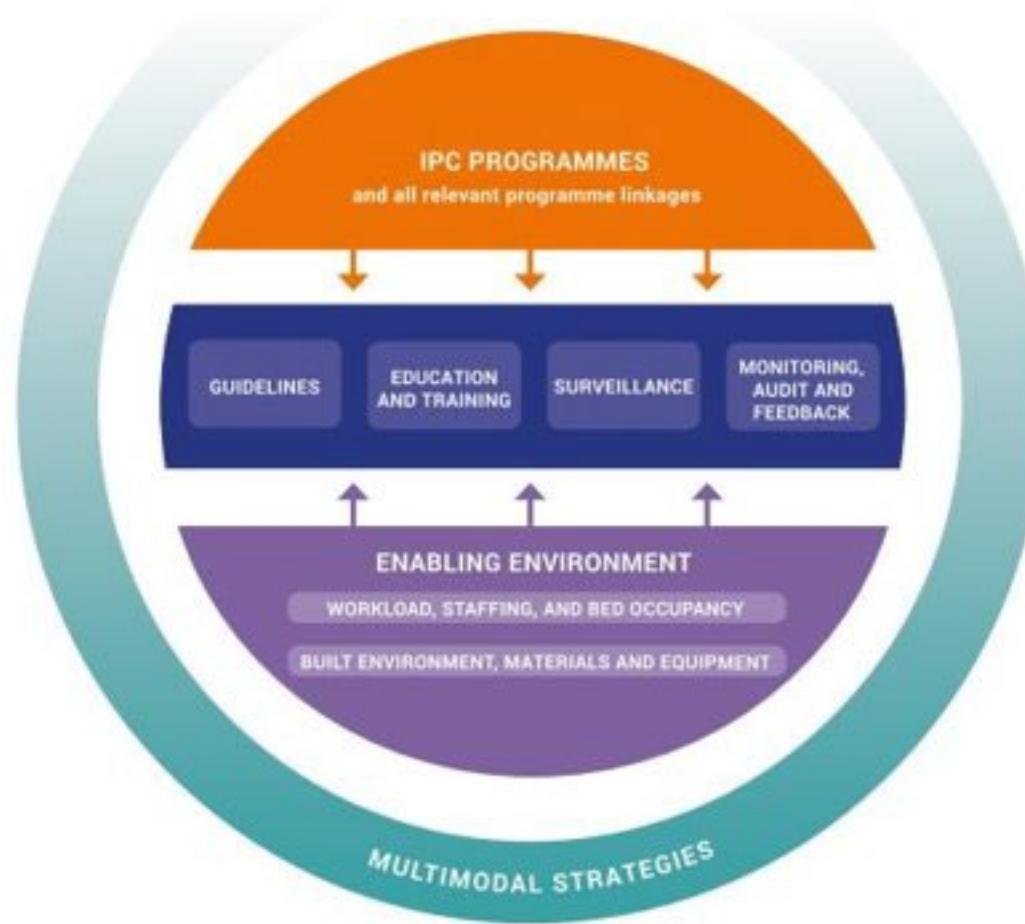 IPC PROGRAMMES
and all relevant programme linkages
GUIDELINES
EDUCATION
AND TRAINING
SURVEILLANCE
MONITORING,
AUDIT AND
FEEDBACK
ENABLING ENVIRONMENT
WORKLOAD, STAFFING, AND BED OCCUPANCY
BUILT ENVIRONMENT, MATERIALS AND EQUIPMENT
MULTIMODAL STRATEGIES